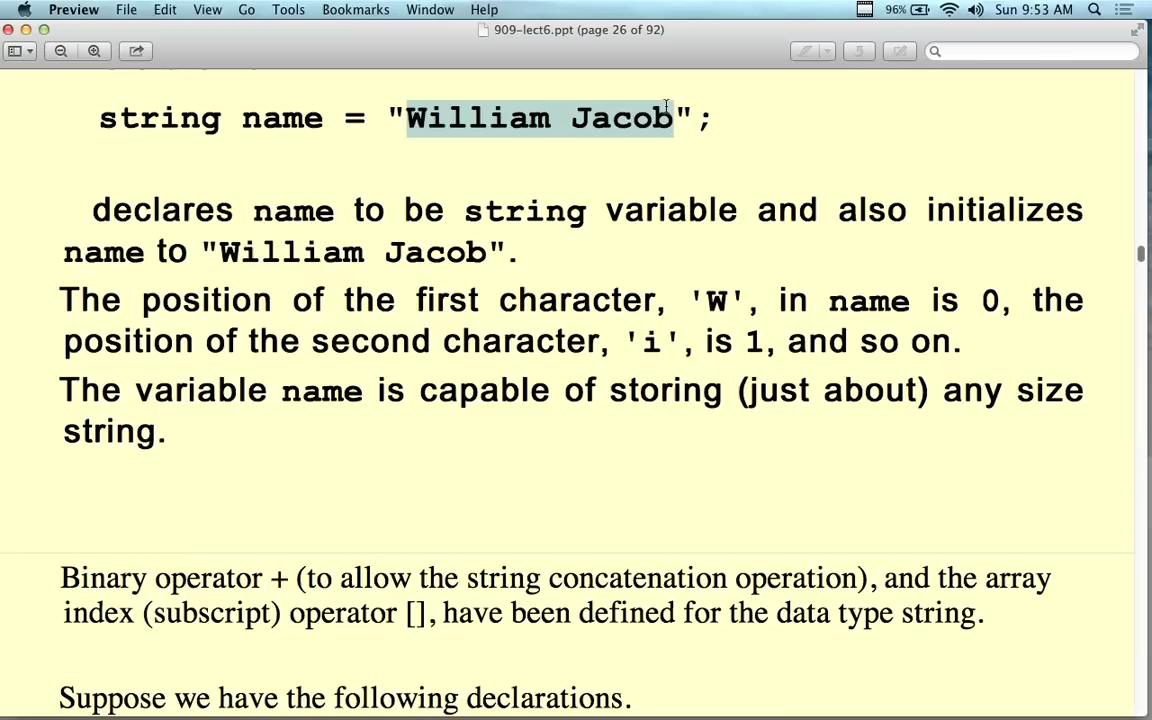 Preview File Edit View Go Tools Bookmarks Window Help 96% Sun 9:53 AM
909-lect6.ppt (page 26 of 92)
string name = "William Jacob";
declares name to be string variable and also initializes
name to "William Jacob".
The position of the first character, 'W', in name is 0, the
position of the second character, 'i', is 1, and so on.
The variable name is capable of storing (just about) any size
string.
Binary operator + (to allow the string concatenation operation), and the array
index (subscript) operator [], have been defined for the data type string.
Suppose we have the following declarations.